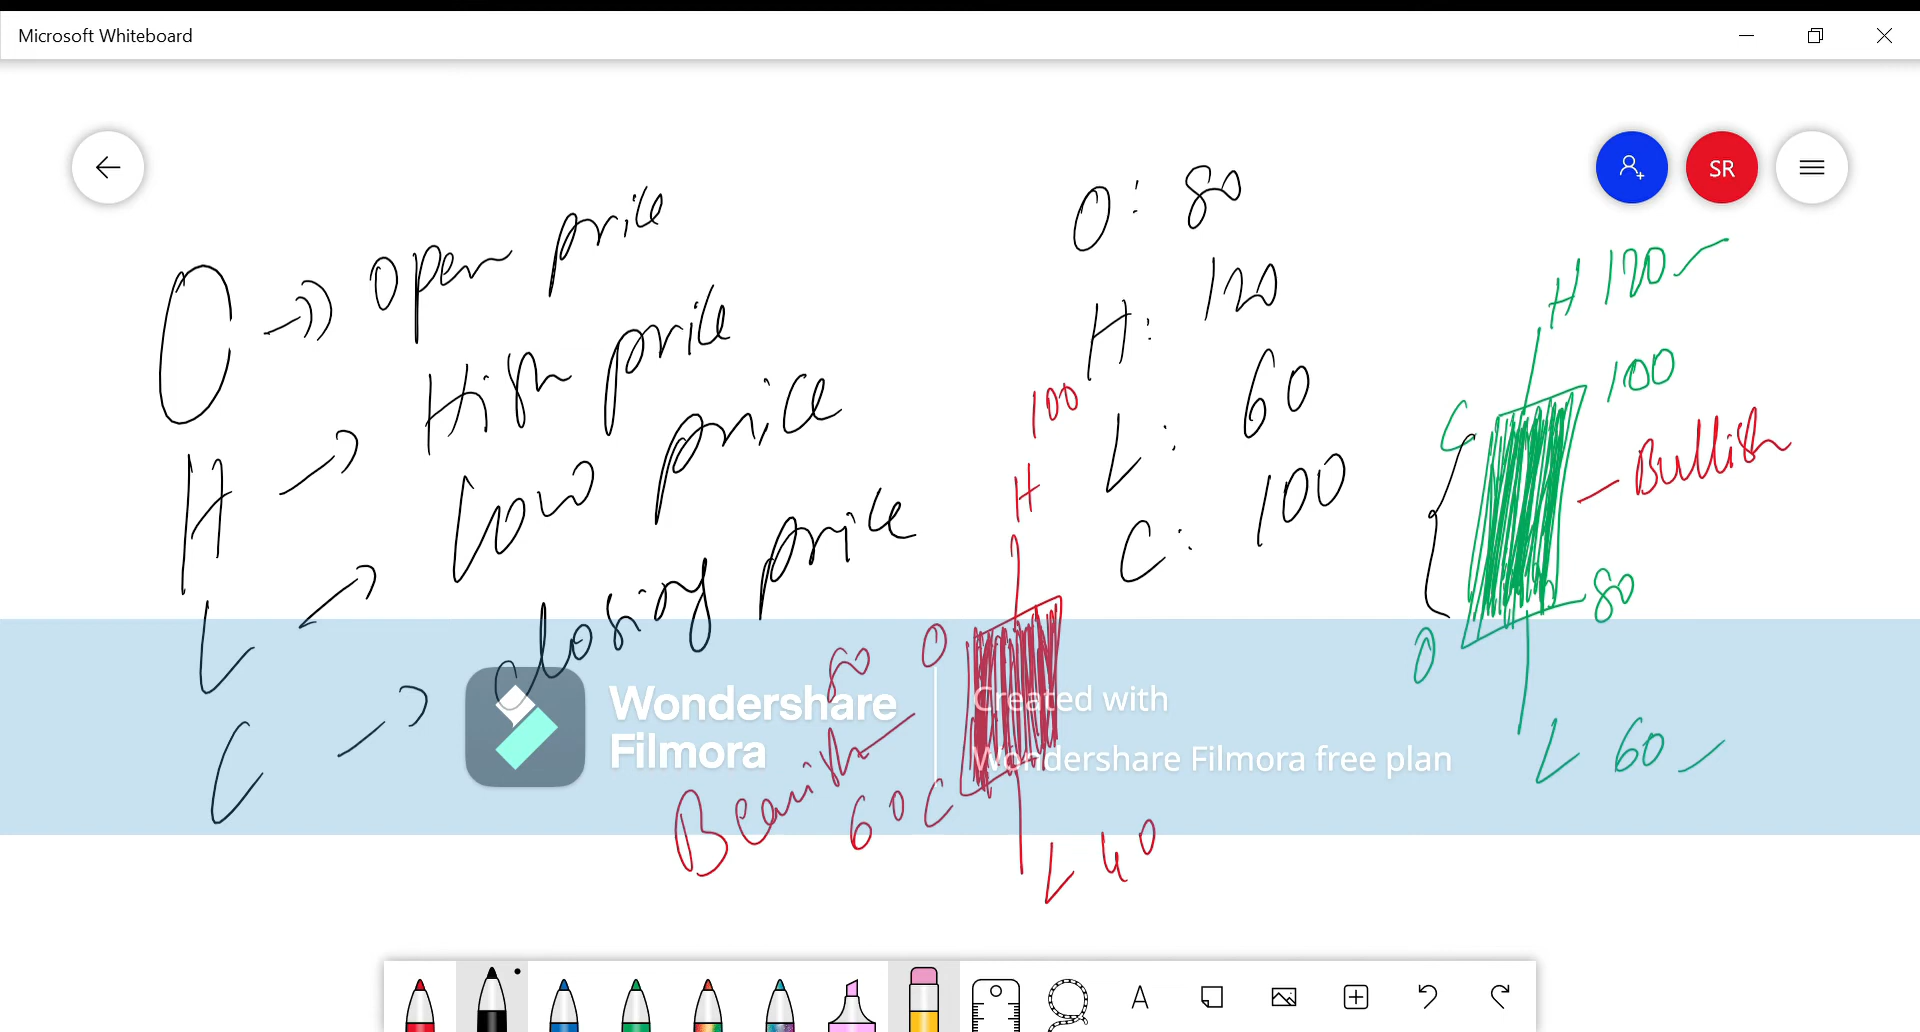 Microsoft Whiteboard
SR
O → Open price
H → High price
L → Low price
C → closing price
O: 80
H: 120
L: 60
C: 100
H 120
100
C
Bullish
80
O
L 60
100
H
80 O
Bearish
60 C
L 40
Wondershare
Filmora
Created with
Wondershare Filmora free plan
A